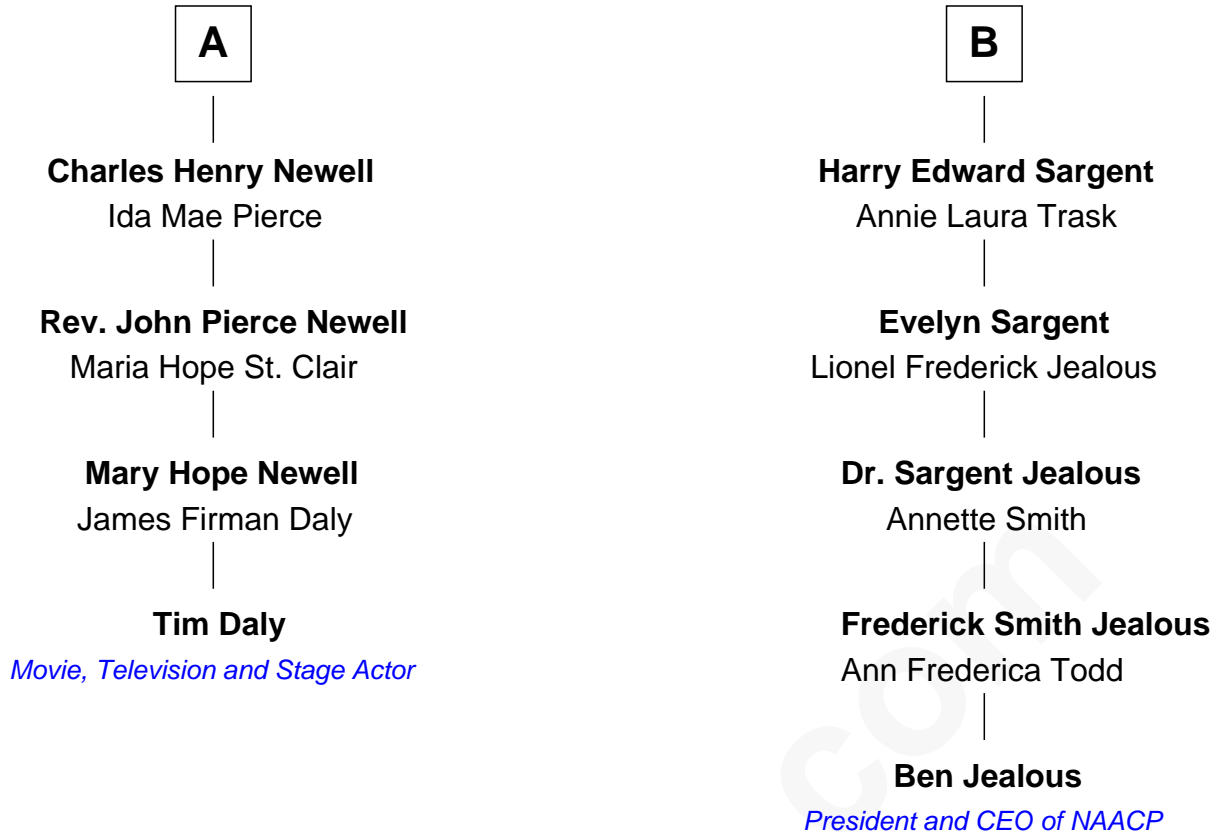 A
Charles Henry Newell
Ida Mae Pierce
Rev. John Pierce Newell
Maria Hope St. Clair
Mary Hope Newell
James Firman Daly
Tim Daly
Movie, Television and Stage Actor
B
Harry Edward Sargent
Annie Laura Trask
Evelyn Sargent
Lionel Frederick Jealous
Dr. Sargent Jealous
Annette Smith
Frederick Smith Jealous
Ann Frederica Todd
Ben Jealous
President and CEO of NAACP
com